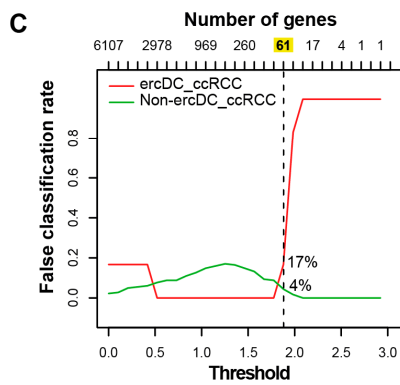 C
Number of genes
6107 2978 969 260 61 17 4 1 1
ercDC_ccRCC
Non-ercDC_ccRCC
False classification rate
0.8
0.6
0.4
0.2
0.0
17%
4%
0.0 0.5 1.0 1.5 2.0 2.5 3.0
Threshold